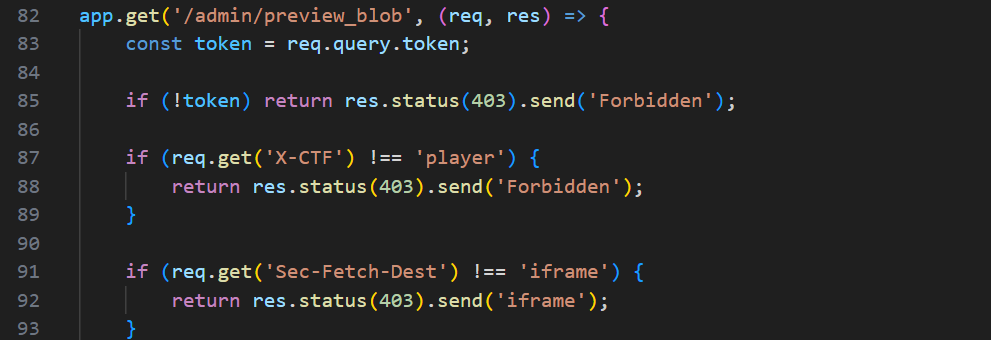 82 app.get('/admin/preview_blob', (req, res) => {
83 const token = req.query.token;
84
85 if (!token) return res.status(403).send('Forbidden');
86
87 if (req.get('X-CTF') !== 'player') {
88 return res.status(403).send('Forbidden');
89 }
90
91 if (req.get('Sec-Fetch-Dest') !== 'iframe') {
92 return res.status(403).send('iframe');
93 }